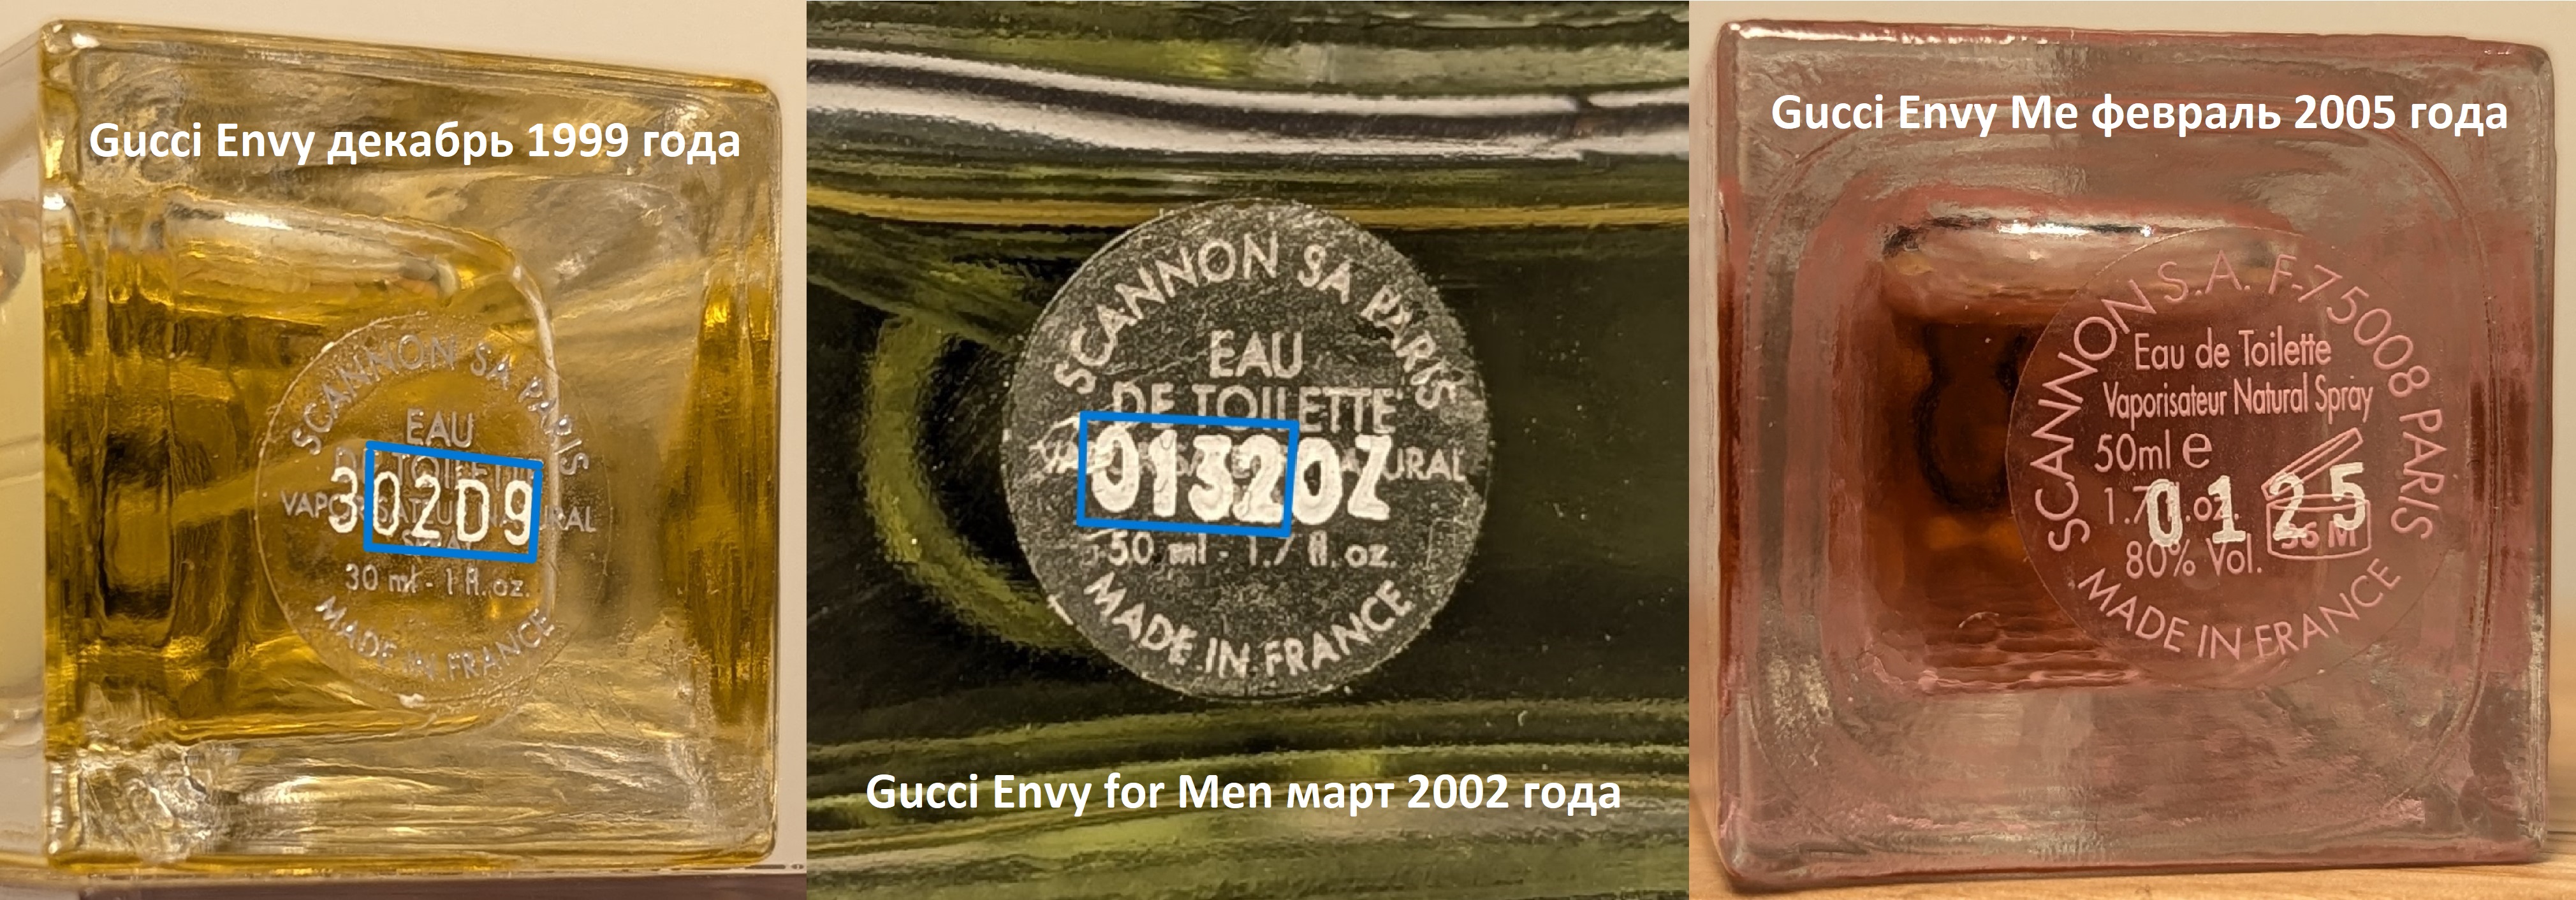 Gucci Envy декабрь 1999 года
SCANNON SA PARIS
EAU
DE TOILETTE
302D9
30 ml - 1 fl. oz.
MADE IN FRANCE
SCANNON SA PARIS
EAU
DE TOILETTE
01320Z
50 ml - 1.7 fl. oz.
MADE IN FRANCE
Gucci Envy for Men март 2002 года
Gucci Envy Me февраль 2005 года
SCANNON S.A. F-75008 PARIS
Eau de Toilette
Vaporisateur Natural Spray
50ml e
0125
80% Vol.
36 M
MADE IN FRANCE